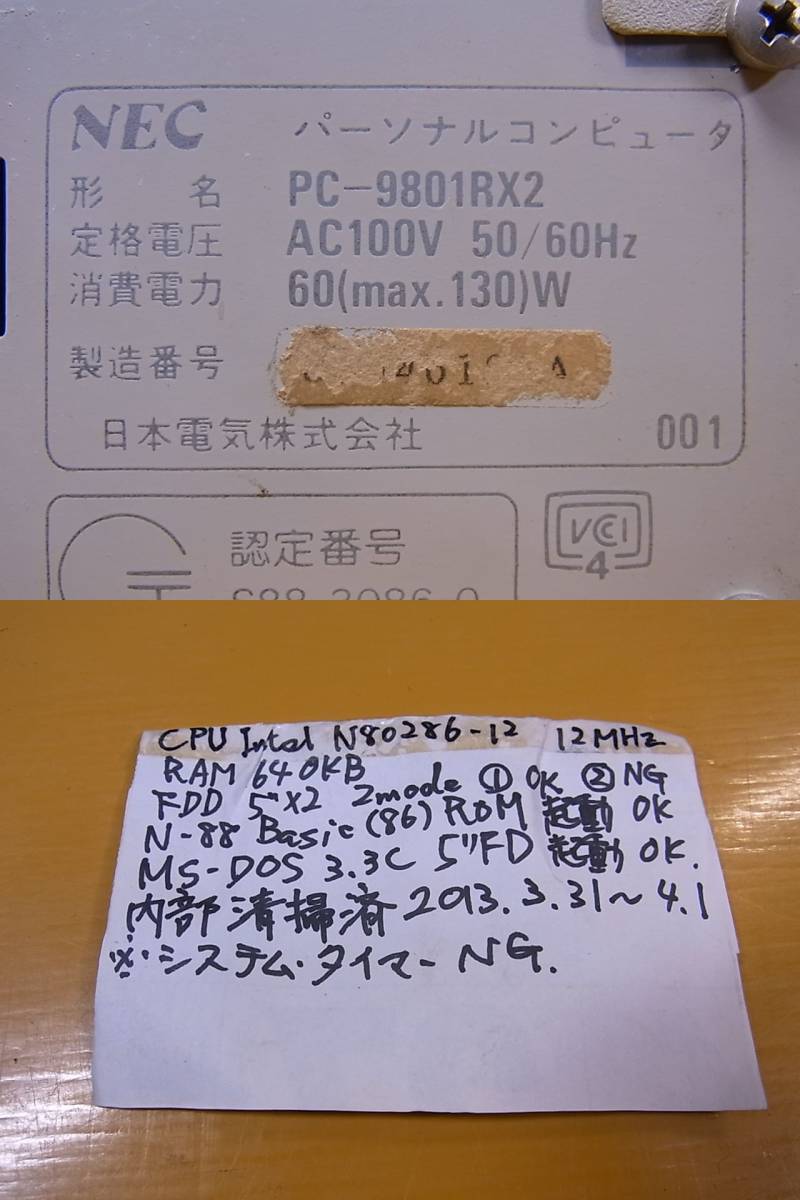 NEC パーソナルコンピュータ
形 名 PC-9801RX2
定格電圧 AC100V 50/60Hz
消費電力 60(max.130)W
製造番号
日本電気株式会社 001
認定番号
VCCI
4
CPU Intel N80286-12 12MHz
RAM 640KB
FDD 5"×2 2mode ① OK ② NG
N-88 Basic (86) ROM 起動 OK
MS-DOS 3.3C 5"FD 起動 OK.
内部清掃済 2013.3.31~4.1
※システム・タイマー NG.